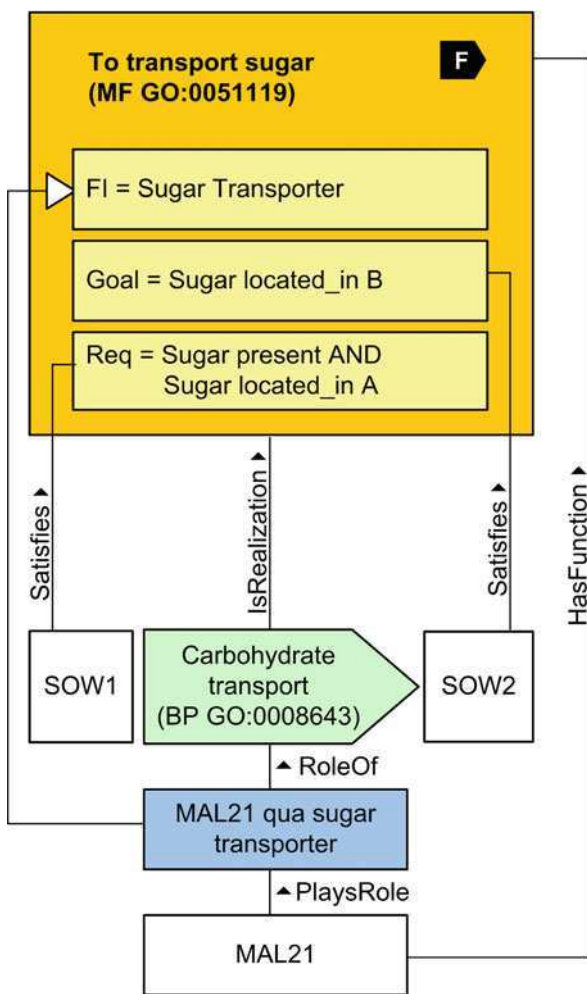 To transport sugar
(MF GO:0051119)
F
FI = Sugar Transporter
Goal = Sugar located_in B
Req = Sugar present AND
Sugar located_in A
Satisfies
IsRealization
Satisfies
HasFunction
SOW1
Carbohydrate
transport
(BP GO:0008643)
SOW2
RoleOf
MAL21 qua sugar
transporter
PlaysRole
MAL21